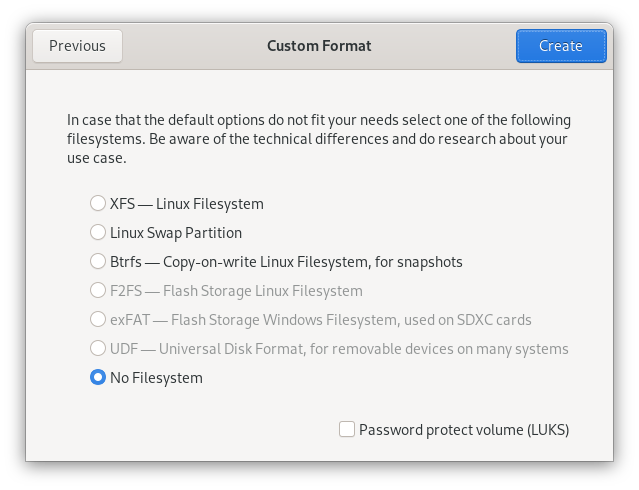 Previous
Custom Format
Create
In case that the default options do not fit your needs select one of the following
filesystems. Be aware of the technical differences and do research about your
use case.
XFS — Linux Filesystem
Linux Swap Partition
Btrfs — Copy-on-write Linux Filesystem, for snapshots
F2FS — Flash Storage Linux Filesystem
exFAT — Flash Storage Windows Filesystem, used on SDXC cards
UDF — Universal Disk Format, for removable devices on many systems
No Filesystem
Password protect volume (LUKS)